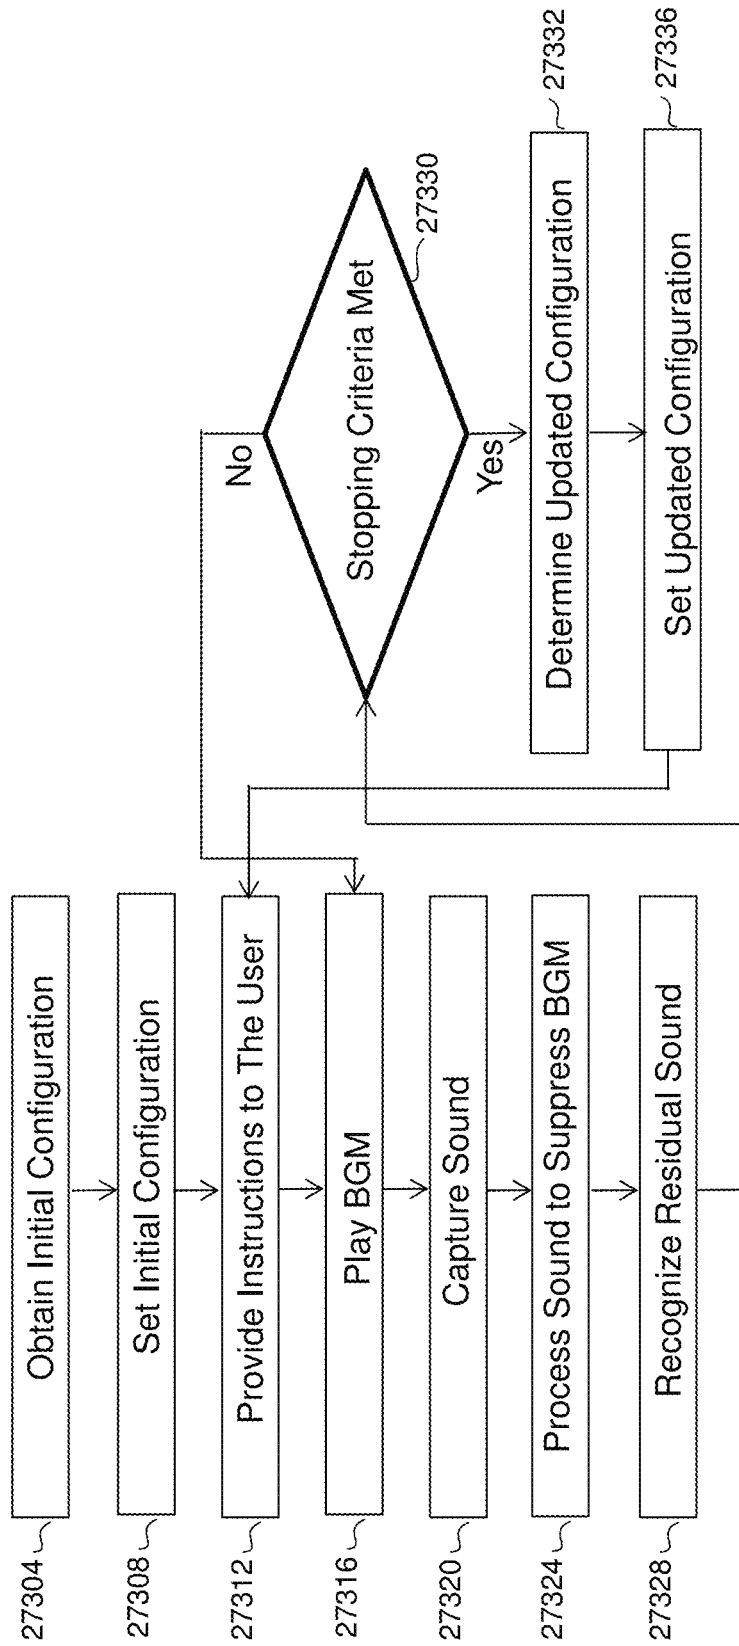 27304
Obtain Initial Configuration
27308
Set Initial Configuration
27312
Provide Instructions to The User
27316
Play BGM
27320
Capture Sound
27324
Process Sound to Suppress BGM
27328
Recognize Residual Sound
No
Stopping Criteria Met
27330
Yes
Determine Updated Configuration
27332
Set Updated Configuration
27336